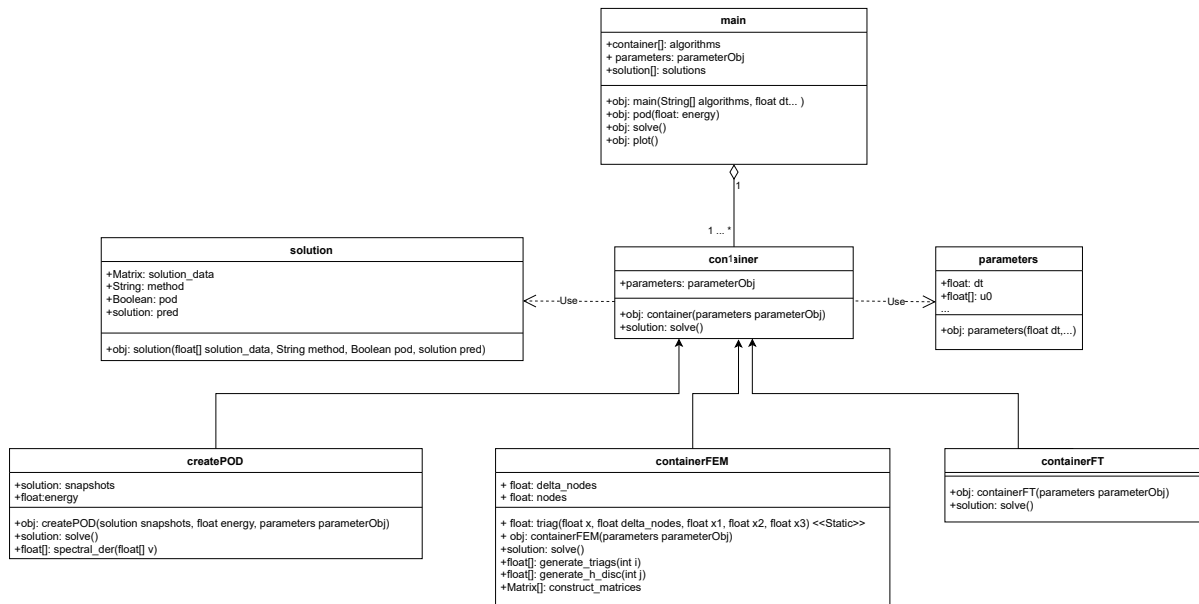 main
+container[]: algorithms
+ parameters: parameterObj
+solution[]: solutions
+obj: main(String[] algorithms, float dt... )
+obj: pod(float: energy)
+obj: solve()
+obj: plot()
1
1 ... *
solution
+Matrix: solution_data
+String: method
+Boolean: pod
+solution: pred
+obj: solution(float[] solution_data, String method, Boolean pod, solution pred)
Use
container
1
+parameters: parameterObj
+obj: container(parameters parameterObj)
+solution: solve()
Use
parameters
+float: dt
+float[]: u0
...
+obj: parameters(float dt,...)
createPOD
+solution: snapshots
+float:energy
+obj: createPOD(solution snapshots, float energy, parameters parameterObj)
+solution: solve()
+float[]: spectral_der(float[] v)
containerFEM
+ float: delta_nodes
+ float: nodes
+ float: triag(float x, float delta_nodes, float x1, float x2, float x3) <<Static>>
+ obj: containerFEM(parameters parameterObj)
+solution: solve()
+float[]: generate_triags(int i)
+float[]: generate_h_disc(int j)
+Matrix[]: construct_matrices
containerFT
+obj: containerFT(parameters parameterObj)
+solution: solve()